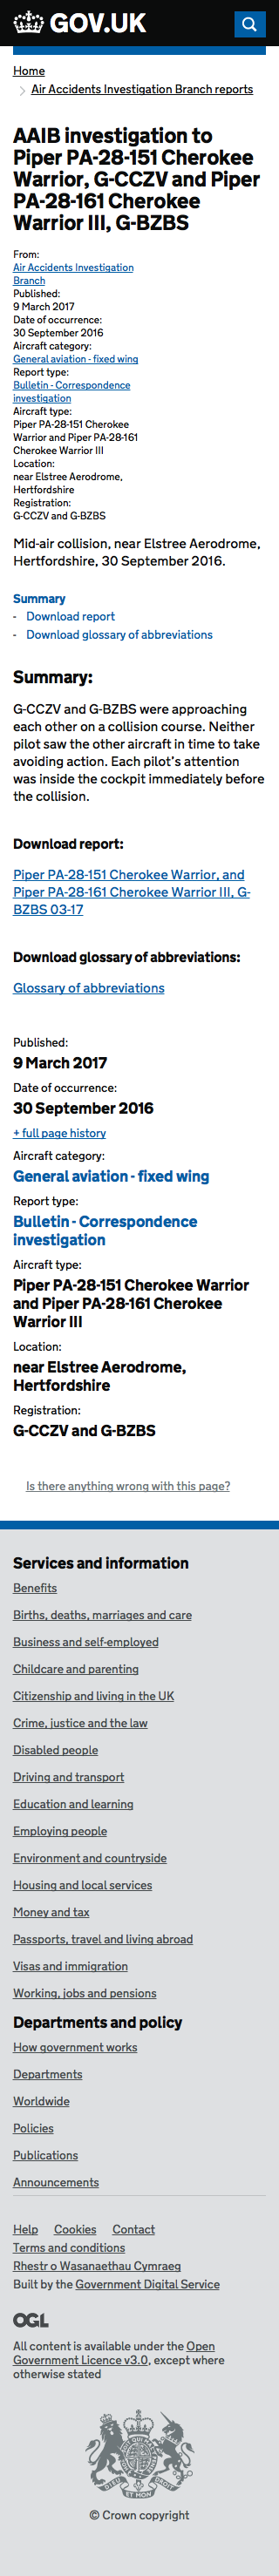 GOV.UK
Home
Air Accidents Investigation Branch reports
AAIB investigation to
Piper PA-28-151 Cherokee
Warrior, G-CCZV and Piper
PA-28-161 Cherokee
Warrior III, G-BZBS
From:
Air Accidents Investigation
Branch
Published:
9 March 2017
Date of occurrence:
30 September 2016
Aircraft category:
General aviation - fixed wing
Report type:
Bulletin - Correspondence
investigation
Aircraft type:
Piper PA-28-151 Cherokee
Warrior and Piper PA-28-161
Cherokee Warrior III
Location:
near Elstree Aerodrome,
Hertfordshire
Registration:
G-CCZV and G-BZBS
Mid-air collision, near Elstree Aerodrome,
Hertfordshire, 30 September 2016.
Summary
- Download report
- Download glossary of abbreviations
Summary:
G-CCZV and G-BZBS were approaching
each other on a collision course. Neither
pilot saw the other aircraft in time to take
avoiding action. Each pilot’s attention
was inside the cockpit immediately before
the collision.
Download report:
Piper PA-28-151 Cherokee Warrior, and
Piper PA-28-161 Cherokee Warrior III, G-
BZBS 03-17
Download glossary of abbreviations:
Glossary of abbreviations
Published:
9 March 2017
Date of occurrence:
30 September 2016
+ full page history
Aircraft category:
General aviation - fixed wing
Report type:
Bulletin - Correspondence
investigation
Aircraft type:
Piper PA-28-151 Cherokee Warrior
and Piper PA-28-161 Cherokee
Warrior III
Location:
near Elstree Aerodrome,
Hertfordshire
Registration:
G-CCZV and G-BZBS
Is there anything wrong with this page?
Services and information
Benefits
Births, deaths, marriages and care
Business and self-employed
Childcare and parenting
Citizenship and living in the UK
Crime, justice and the law
Disabled people
Driving and transport
Education and learning
Employing people
Environment and countryside
Housing and local services
Money and tax
Passports, travel and living abroad
Visas and immigration
Working, jobs and pensions
Departments and policy
How government works
Departments
Worldwide
Policies
Publications
Announcements
Help Cookies Contact
Terms and conditions
Rhestr o Wasanaethau Cymraeg
Built by the Government Digital Service
OGL
All content is available under the Open
Government Licence v3.0, except where
otherwise stated
© Crown copyright